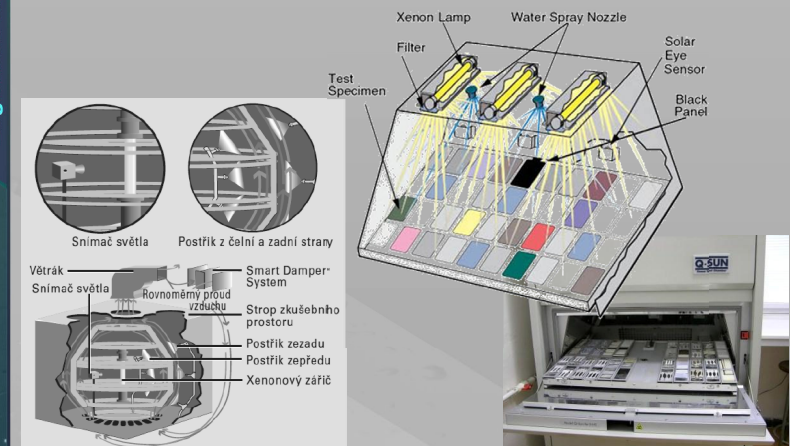 Xenon Lamp
Water Spray Nozzle
Filter
Solar
Eye
Sensor
Test
Specimen
Black
Panel
Snímač světla
Postřik z čelní a zadní strany
Větrák
Smart Damper™
System
Snímač světla
Rovnoměrný proud
vzduchu
Strop zkušebního
prostoru
Postřik zezadu
Postřik zepředu
Xenonový zářič
Q-SUN